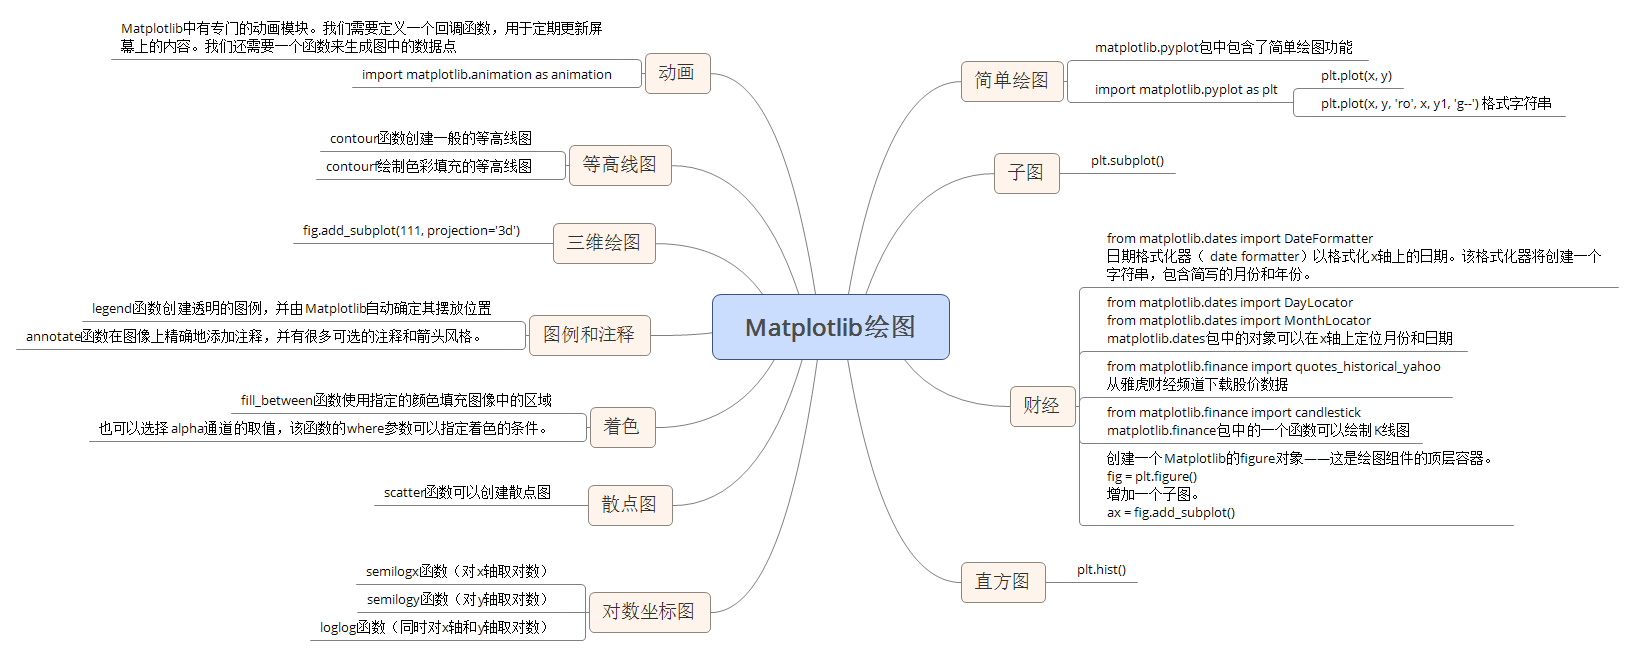 Matplotlib绘图
简单绘图
matplotlib.pyplot包中包含了简单绘图功能
import matplotlib.pyplot as plt
plt.plot(x, y)
plt.plot(x, y, 'ro', x, y1, 'g--') 格式字符串
子图
plt.subplot()
财经
from matplotlib.dates import DateFormatter
日期格式化器（ date formatter）以格式化x轴上的日期。该格式化器将创建一个
字符串，包含简写的月份和年份。
from matplotlib.dates import DayLocator
from matplotlib.dates import MonthLocator
matplotlib.dates包中的对象可以在x轴上定位月份和日期
from matplotlib.finance import quotes_historical_yahoo
从雅虎财经频道下载股价数据
from matplotlib.finance import candlestick
matplotlib.finance包中的一个函数可以绘制K线图
创建一个Matplotlib的figure对象——这是绘图组件的顶层容器。
fig = plt.figure()
增加一个子图。
ax = fig.add_subplot()
直方图
plt.hist()
动画
Matplotlib中有专门的动画模块。我们需要定义一个回调函数，用于定期更新屏
幕上的内容。我们还需要一个函数来生成图中的数据点
import matplotlib.animation as animation
等高线图
contour函数创建一般的等高线图
contourf绘制色彩填充的等高线图
三维绘图
fig.add_subplot(111, projection='3d')
图例和注释
legend函数创建透明的图例，并由Matplotlib自动确定其摆放位置
annotate函数在图像上精确地添加注释，并有很多可选的注释和箭头风格。
着色
fill_between函数使用指定的颜色填充图像中的区域
也可以选择alpha通道的取值，该函数的where参数可以指定着色的条件。
散点图
scatter函数可以创建散点图
对数坐标图
semilogx函数（对x轴取对数）
semilogy函数（对y轴取对数）
loglog函数（同时对x轴和y轴取对数）